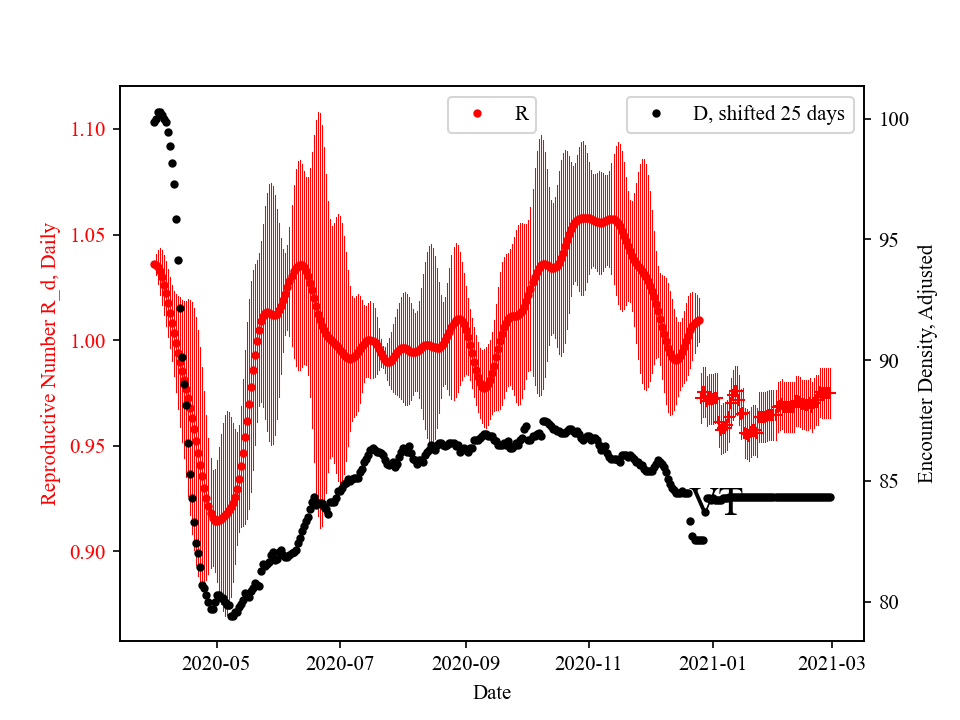 R
D, shifted 25 days
1.10
1.05
1.00
0.95
0.90
Reproductive Number R_d, Daily
100
95
90
85
80
Encounter Density, Adjusted
VT
2020-05
2020-07
2020-09
2020-11
2021-01
2021-03
Date